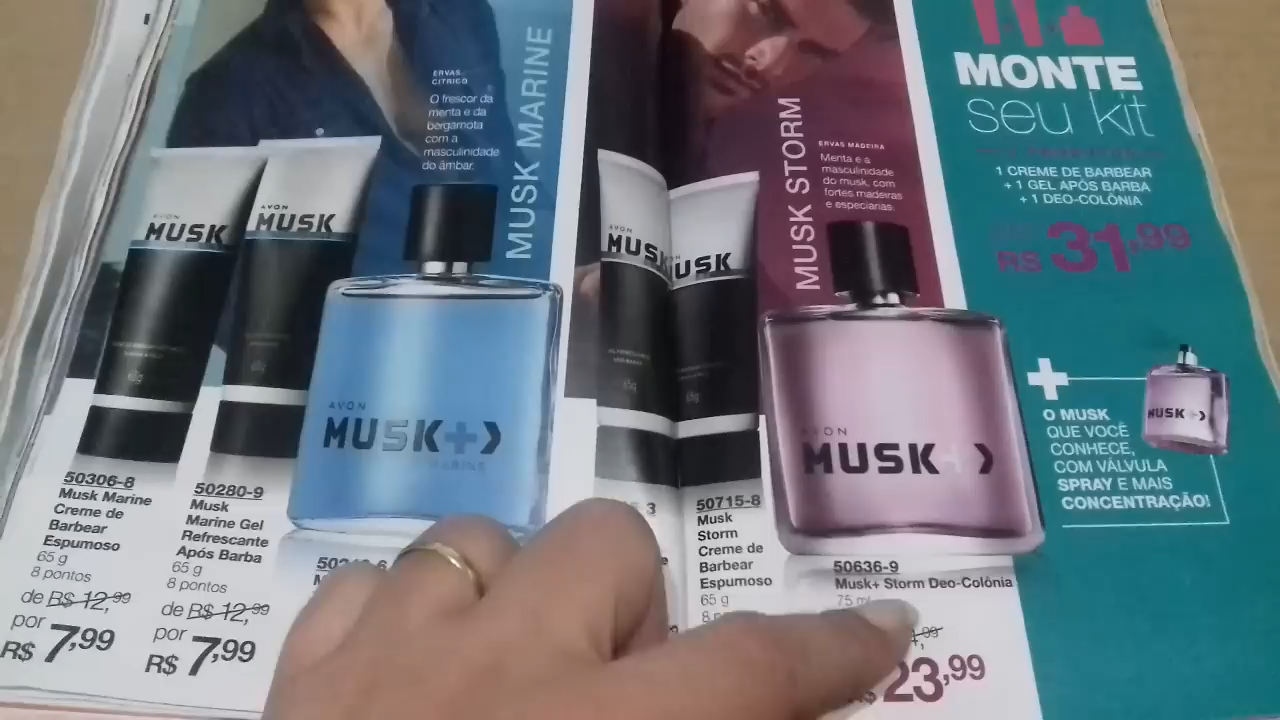 MUSK MARINE
ERVAS
CÍTRICO
O frescor da
menta e da
bergamota
com a
masculinidade
do âmbar.
AVON
MUSK
AVON
MUSK
AVON
MUSK+
MARINE
50306-8
Musk Marine
Creme de
Barbear
Espumoso
65 g
8 pontos
de R$ 12,99
por
R$ 7,99
50280-9
Musk
Marine Gel
Refrescante
Após Barba
65 g
8 pontos
de R$ 12,99
por
R$ 7,99
MUSK STORM
ERVAS MADEIRA
Menta e a
masculinidade
do musk, com
fortes madeiras
e especiarias.
AVON
MUSK
65g
MUSK
65g
AVON
MUSK+
50715-8
Musk
Storm
Creme de
Barbear
Espumoso
65 g
50636-9
Musk+ Storm Deo-Colônia
75 ml
23,99
MONTE
seu kit
1 CREME DE BARBEAR
+ 1 GEL APÓS BARBA
+ 1 DEO-COLÔNIA
R$ 31,99
MUSK+
O MUSK
QUE VOCÊ
CONHECE,
COM VÁLVULA
SPRAY E MAIS
CONCENTRAÇÃO!